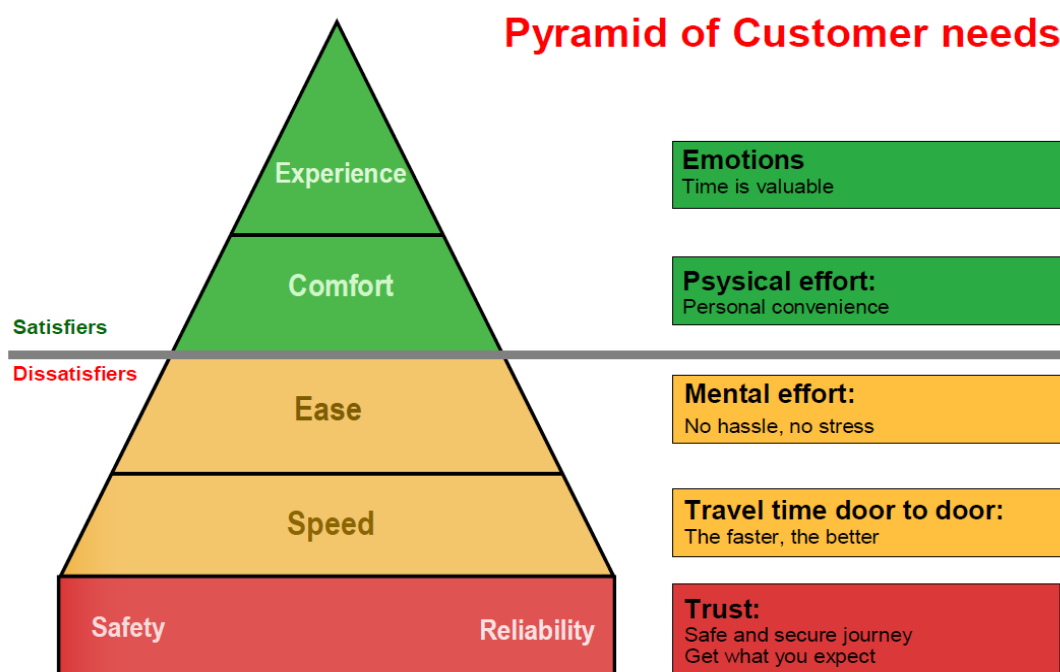 Pyramid of Customer needs
Experience
Emotions
Time is valuable
Comfort
Psysical effort:
Personal convenience
Satisfiers
Dissatisfiers
Ease
Mental effort:
No hassle, no stress
Speed
Travel time door to door:
The faster, the better
Safety
Reliability
Trust:
Safe and secure journey
Get what you expect